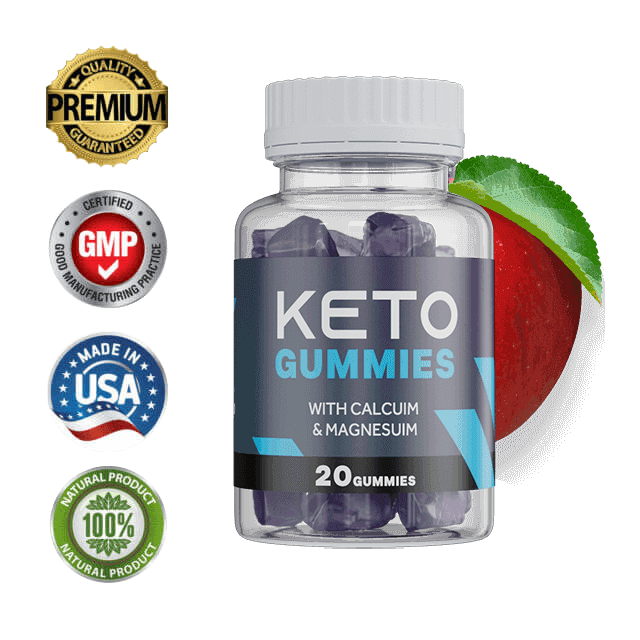 QUALITY
PREMIUM
GUARANTEED
CERTIFIED
GMP
GOOD MANUFACTURING PRACTICE
MADE IN
USA
NATURAL PRODUCT
100%
NATURAL PRODUCT
KETO
GUMMIES
WITH CALCUIM
& MAGNESUIM
20 GUMMIES